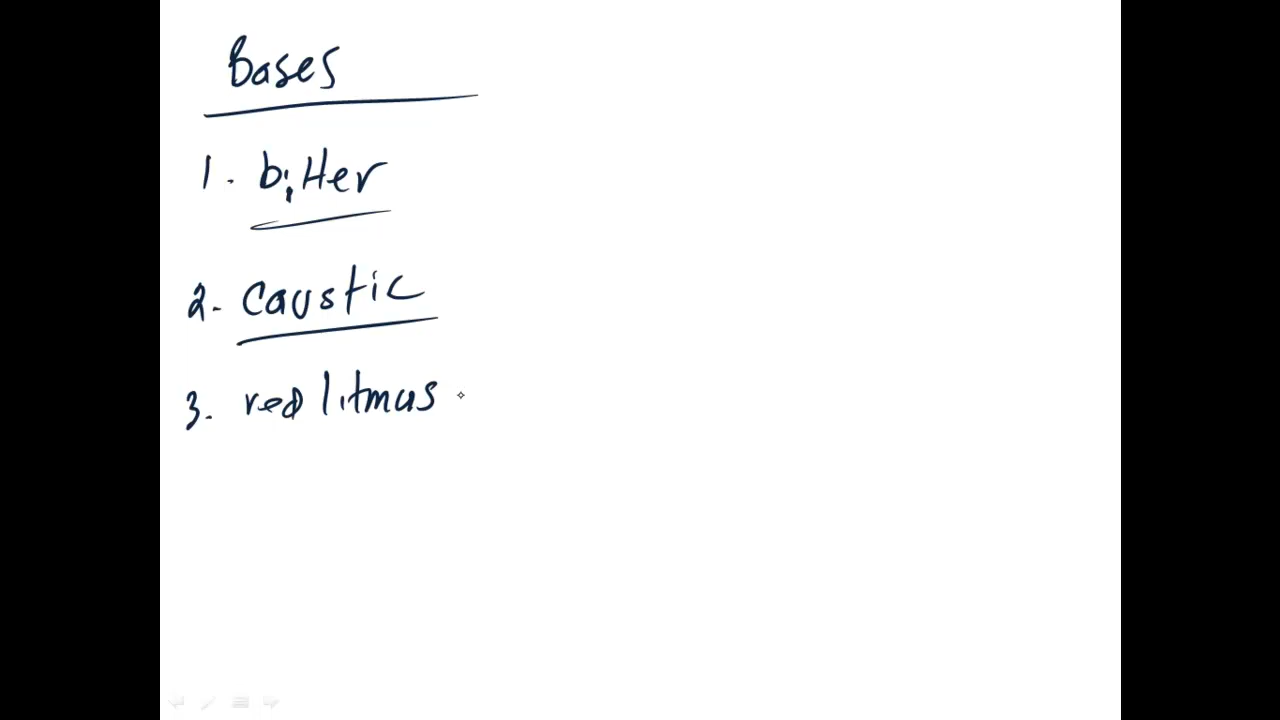 Bases
1. bitter
2. caustic
3. red litmus